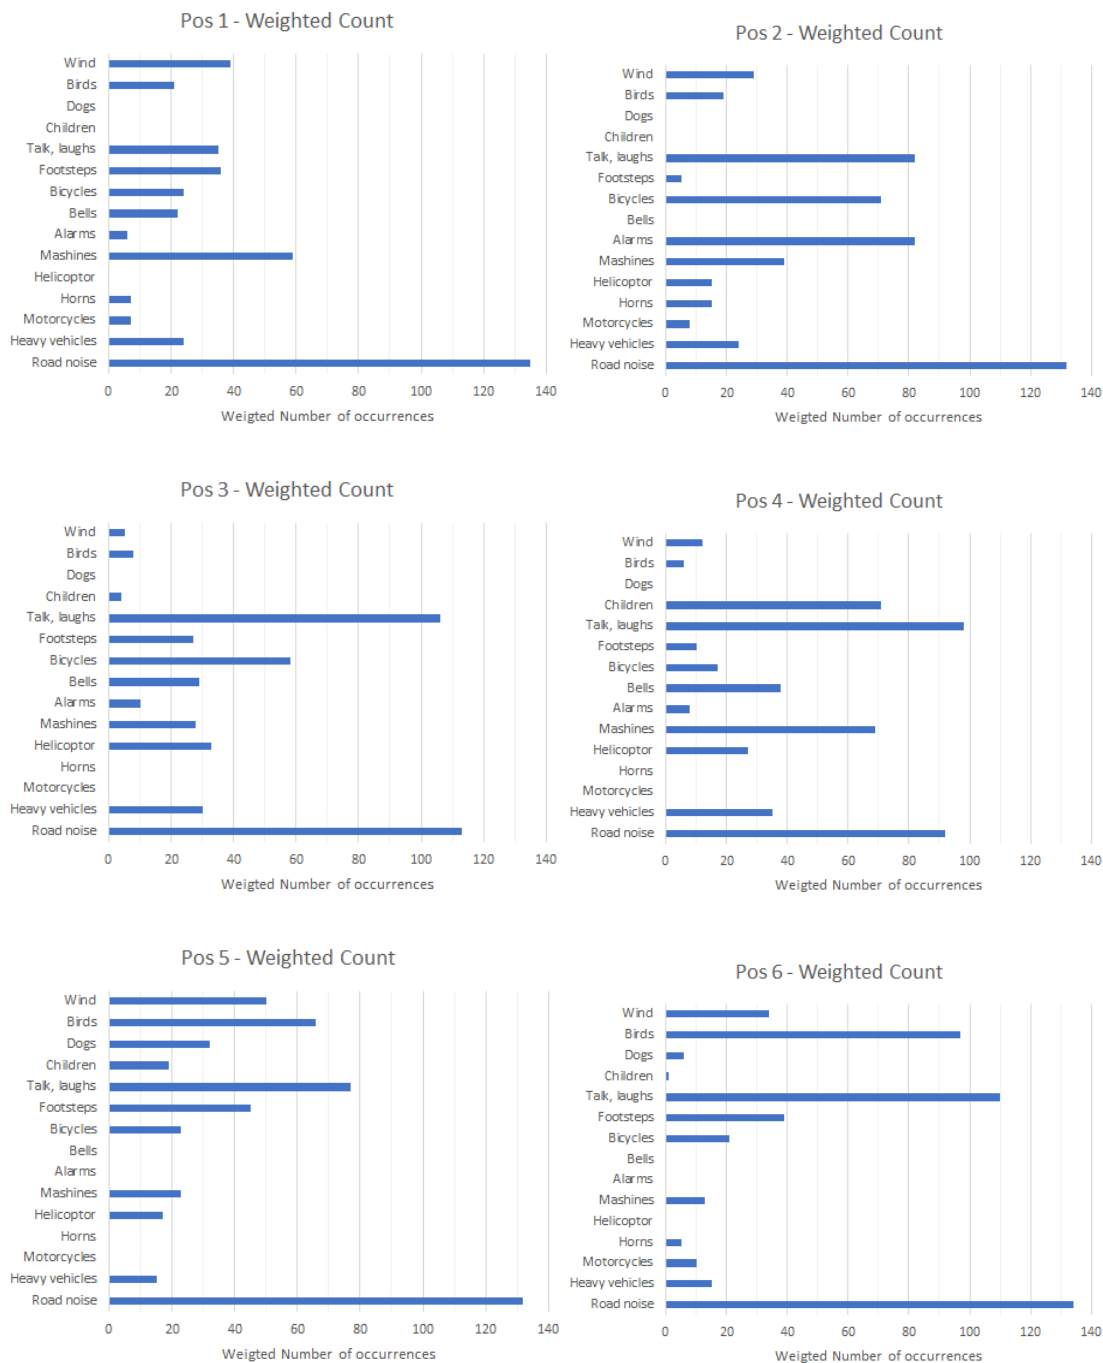 Pos 1 - Weighted Count
Wind
Birds
Dogs
Children
Talk, laughs
Footsteps
Bicycles
Bells
Alarms
Mashines
Helicoptor
Horns
Motorcycles
Heavy vehicles
Road noise
0 20 40 60 80 100 120 140
Weigted Number of occurrences
Pos 2 - Weighted Count
Wind
Birds
Dogs
Children
Talk, laughs
Footsteps
Bicycles
Bells
Alarms
Mashines
Helicoptor
Horns
Motorcycles
Heavy vehicles
Road noise
0 20 40 60 80 100 120 140
Weigted Number of occurrences
Pos 3 - Weighted Count
Wind
Birds
Dogs
Children
Talk, laughs
Footsteps
Bicycles
Bells
Alarms
Mashines
Helicoptor
Horns
Motorcycles
Heavy vehicles
Road noise
0 20 40 60 80 100 120 140
Weigted Number of occurrences
Pos 4 - Weighted Count
Wind
Birds
Dogs
Children
Talk, laughs
Footsteps
Bicycles
Bells
Alarms
Mashines
Helicoptor
Horns
Motorcycles
Heavy vehicles
Road noise
0 20 40 60 80 100 120 140
Weigted Number of occurrences
Pos 5 - Weighted Count
Wind
Birds
Dogs
Children
Talk, laughs
Footsteps
Bicycles
Bells
Alarms
Mashines
Helicoptor
Horns
Motorcycles
Heavy vehicles
Road noise
0 20 40 60 80 100 120 140
Weigted Number of occurrences
Pos 6 - Weighted Count
Wind
Birds
Dogs
Children
Talk, laughs
Footsteps
Bicycles
Bells
Alarms
Mashines
Helicoptor
Horns
Motorcycles
Heavy vehicles
Road noise
0 20 40 60 80 100 120 140
Weigted Number of occurrences